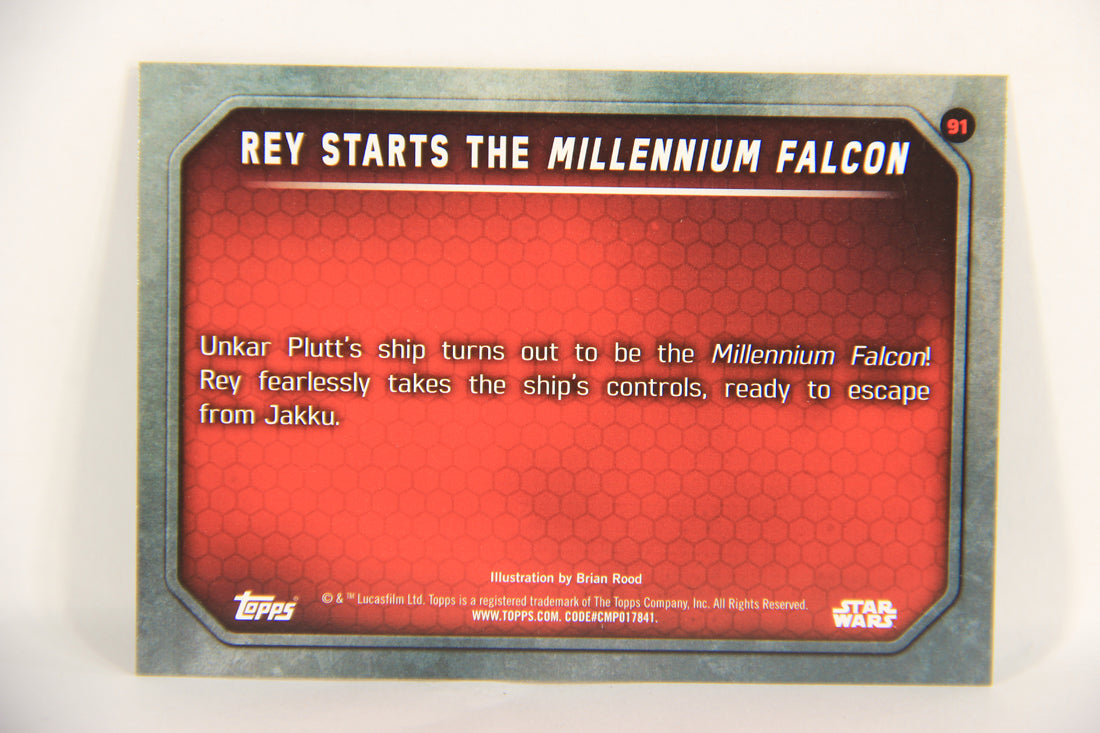 91
REY STARTS THE MILLENNIUM FALCON
Unkar Plutt's ship turns out to be the Millennium Falcon!
Rey fearlessly takes the ship's controls, ready to escape
from Jakku.
Illustration by Brian Rood
Topps®
© & ™ Lucasfilm Ltd. Topps is a registered trademark of The Topps Company, Inc. All Rights Reserved.
WWW.TOPPS.COM. CODE#CMP017841.
STAR
WARS